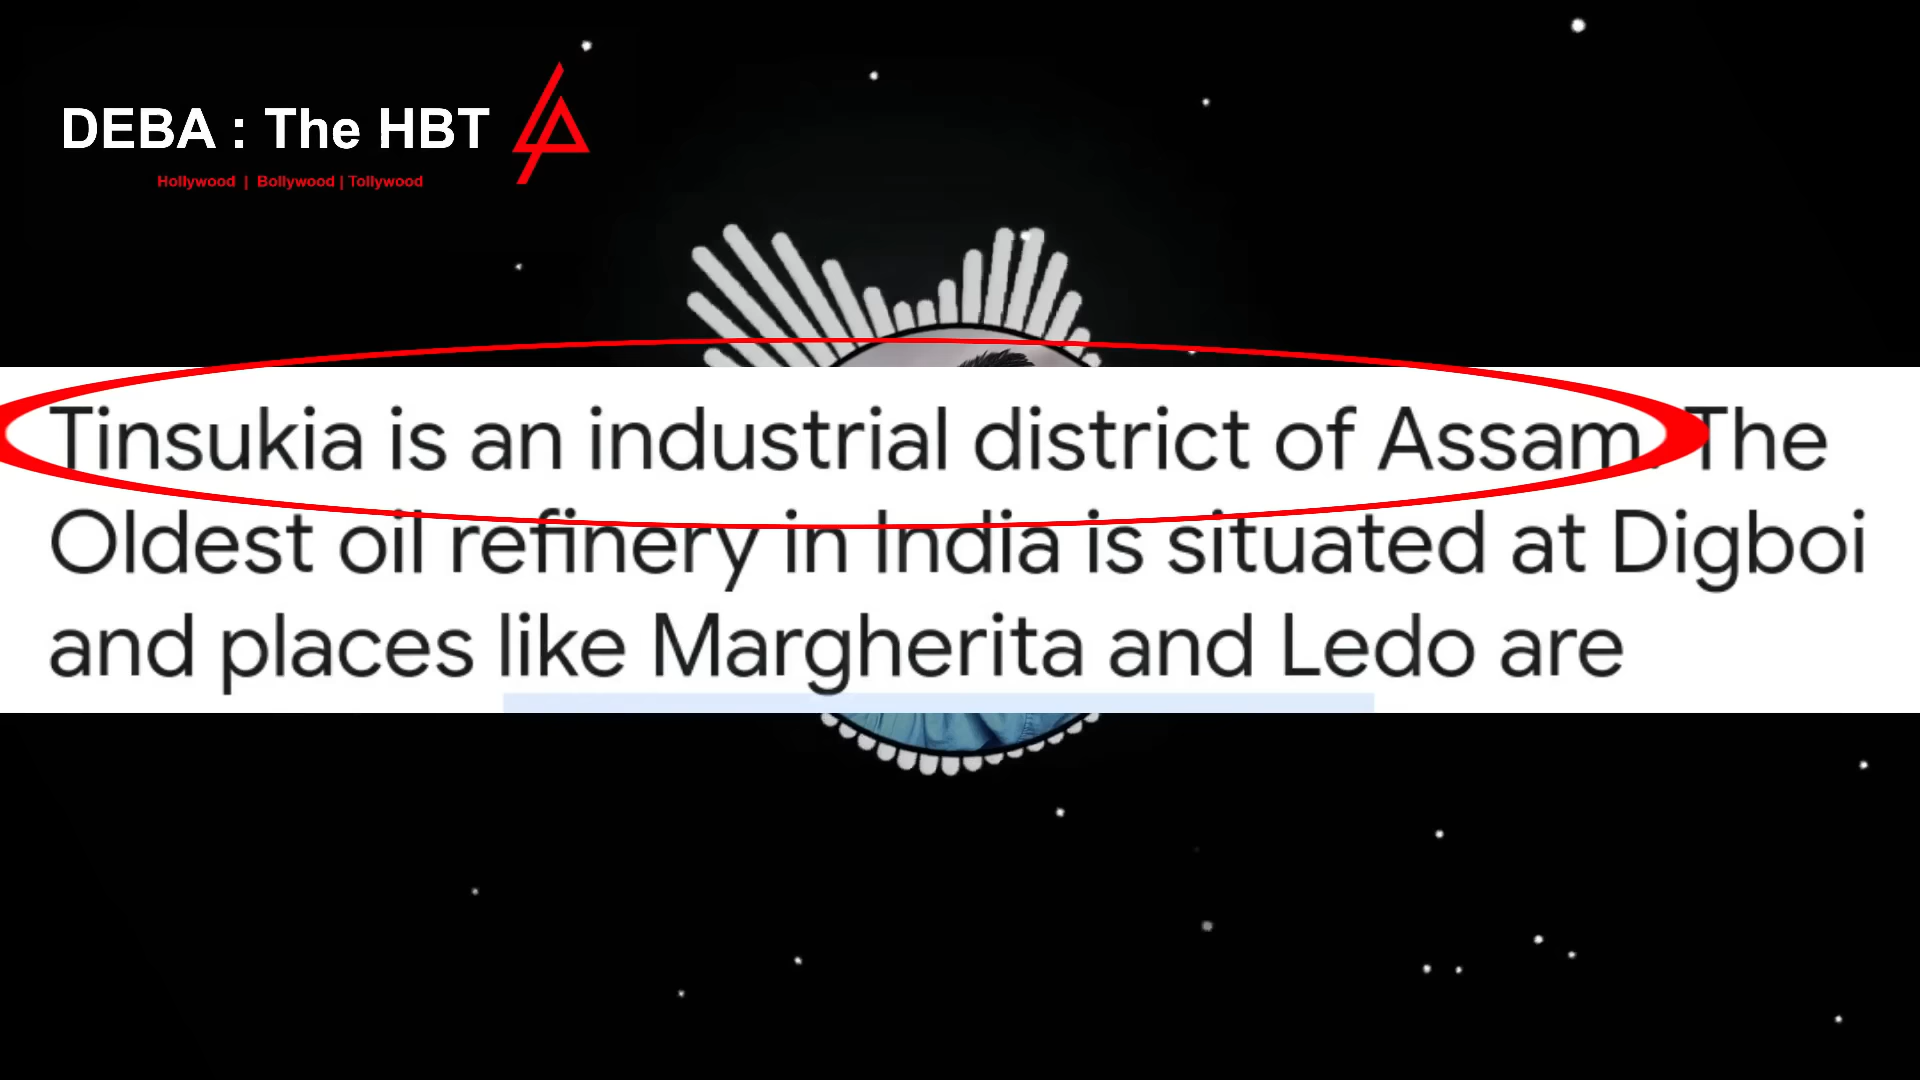 DEBA : The HBT
Hollywood | Bollywood | Tollywood
Tinsukia is an industrial district of Assam. The
Oldest oil refinery in India is situated at Digboi
and places like Margherita and Ledo are